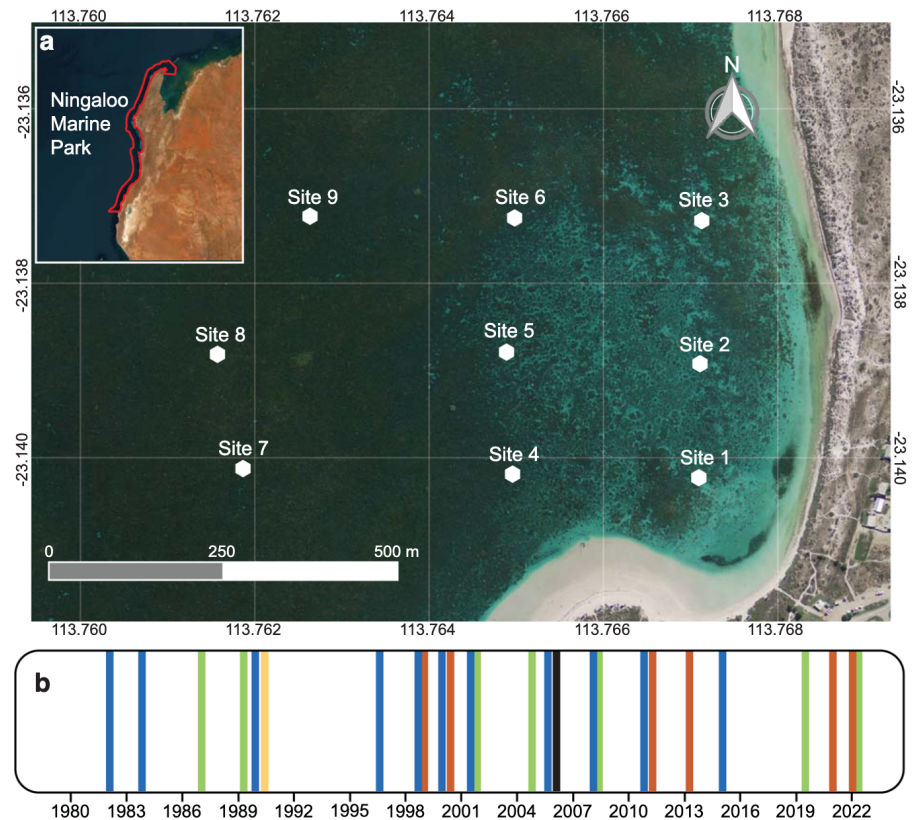 113.760 113.762 113.764 113.766 113.768
a
N
Ningaloo
Marine
Park
-23.136 -23.136
Site 9 Site 6 Site 3
-23.138 -23.138
Site 8 Site 5 Site 2
Site 7 Site 4 Site 1
-23.140 -23.140
0 250 500 m
113.760 113.762 113.764 113.766 113.768
b
1980 1983 1986 1989 1992 1995 1998 2001 2004 2007 2010 2013 2016 2019 2022